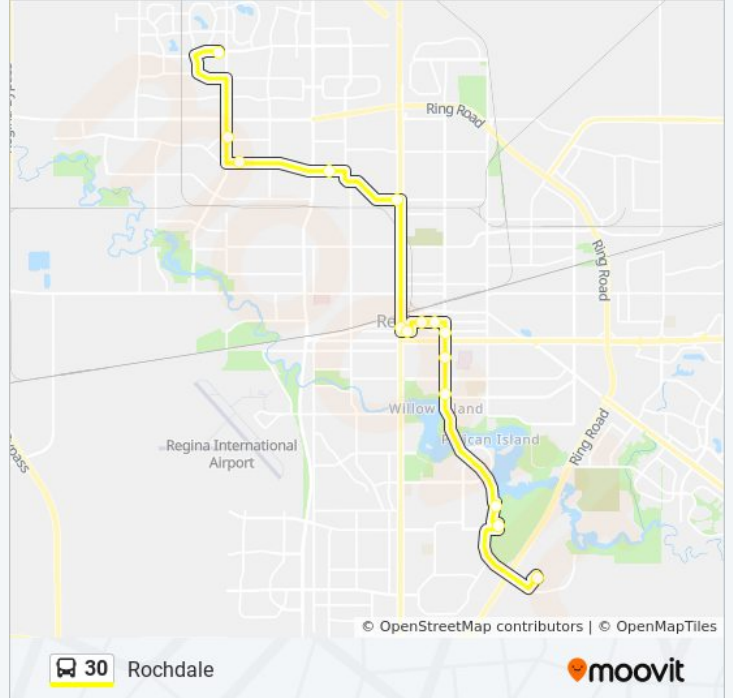 Ring Road
Ring Road
Re
Willow Island
Pelican Island
Ring Road
Regina International
Airport
© OpenStreetMap contributors | © OpenMapTiles
30 Rochdale
moovit